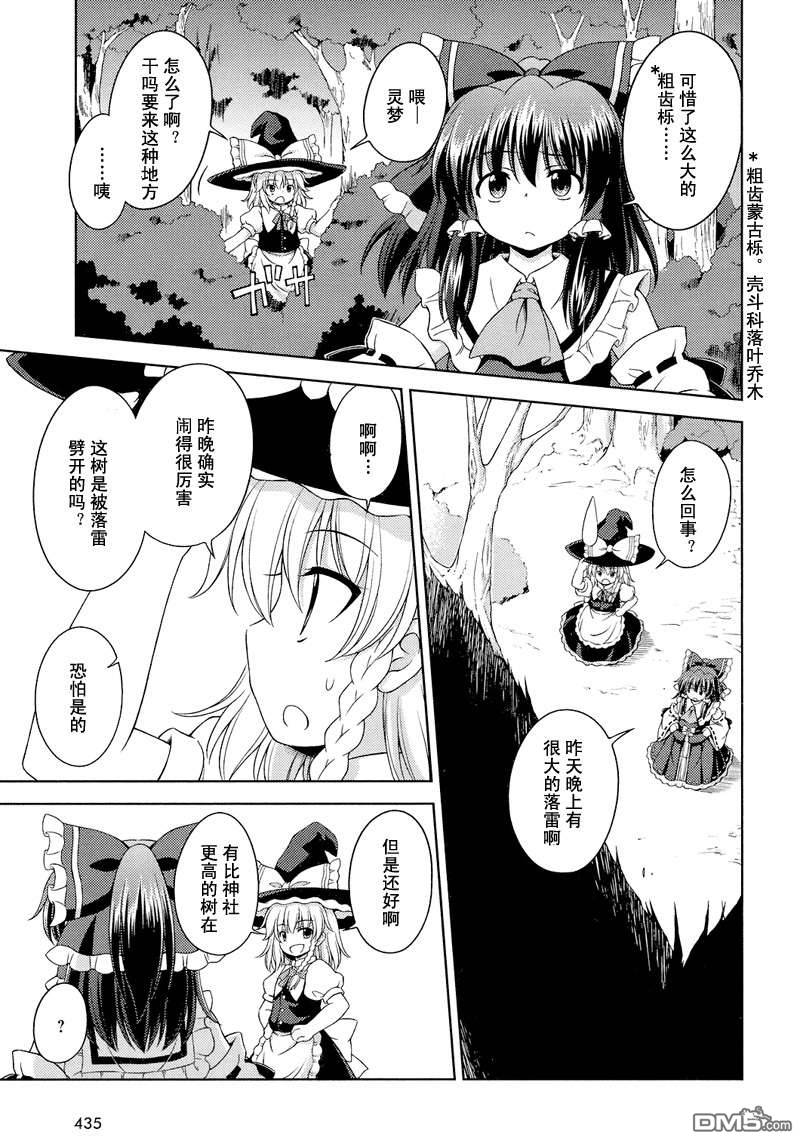 可惜了这么大的
*粗齿栎……
*粗齿蒙古栎。壳斗科落叶乔木
喂—
灵梦
怎么了啊?
干吗要来这种地方
……咦
ガサ
ガサ
怎么回事?
昨天晚上有
很大的落雷啊
啊啊…
昨晚确实
闹得很厉害
这树是被落雷
劈开的吗?
恐怕是的
但是还好啊
有比神社
更高的树在
?
435
DM5.com